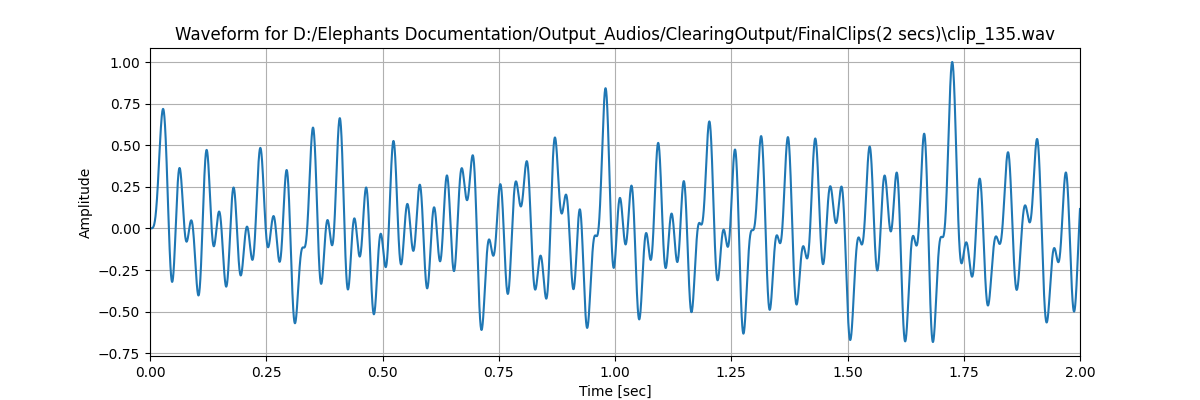 Waveform for D:/Elephants Documentation/Output_Audios/ClearingOutput/FinalClips(2 secs)\clip_135.wav
1.00
0.75
0.50
0.25
0.00
−0.25
−0.50
−0.75
Amplitude
0.00 0.25 0.50 0.75 1.00 1.25 1.50 1.75 2.00
Time [sec]